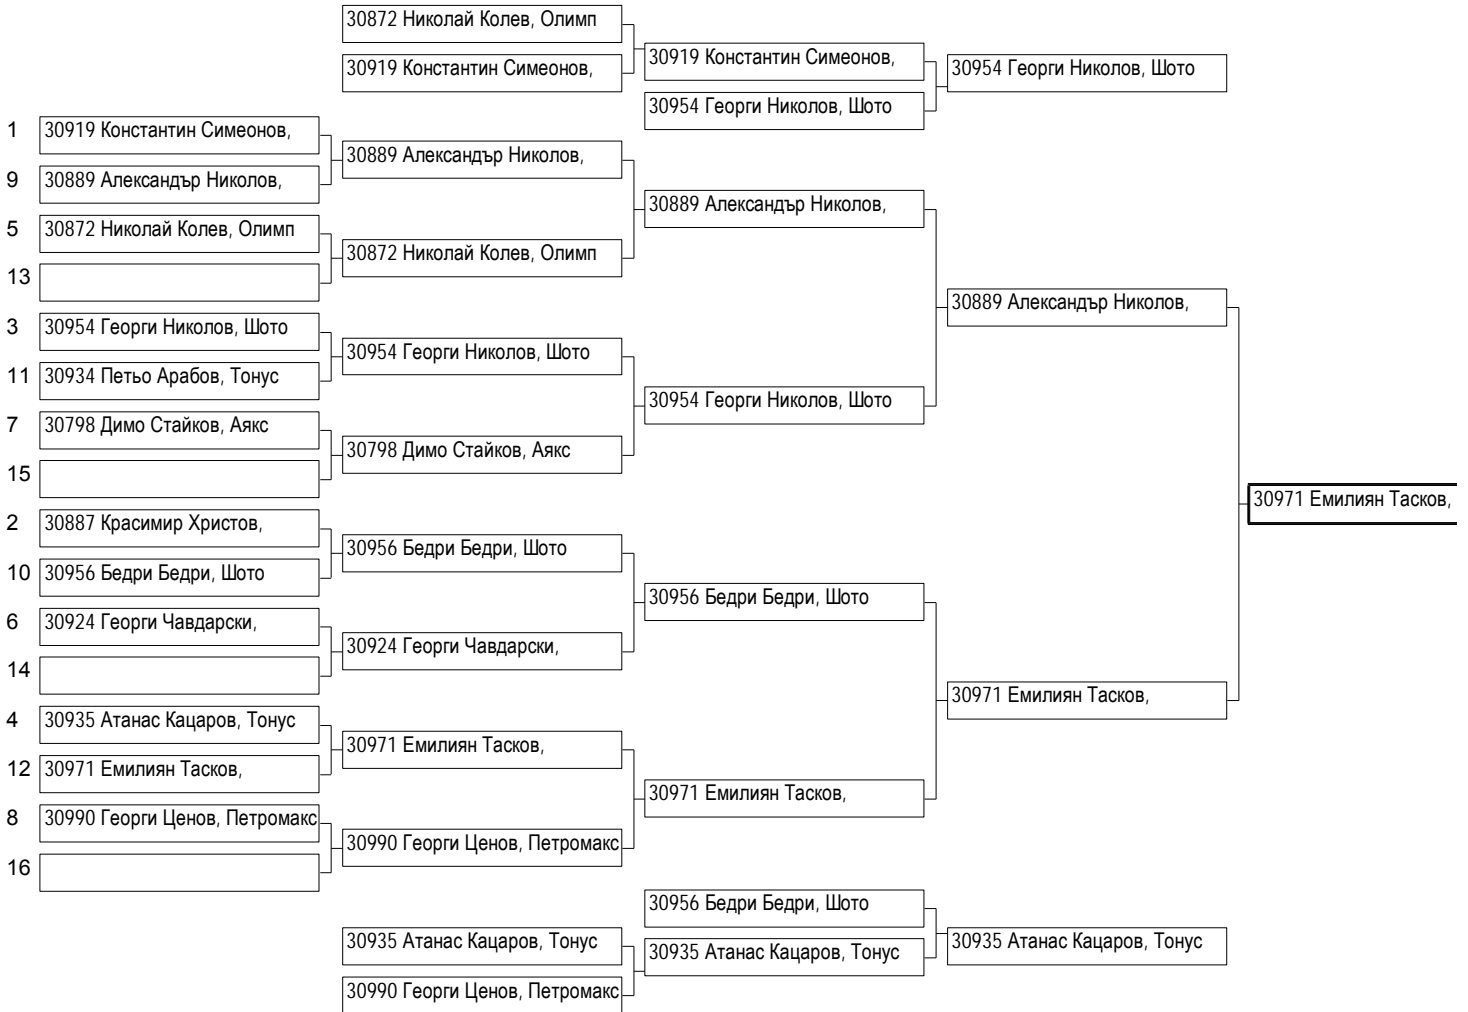 30872 Николай Колев, Олимп
30919 Константин Симеонов,
30919 Константин Симеонов,
30954 Георги Николов, Шото
30954 Георги Николов, Шото
1 30919 Константин Симеонов,
30889 Александър Николов,
9 30889 Александър Николов,
30889 Александър Николов,
5 30872 Николай Колев, Олимп
30872 Николай Колев, Олимп
13
30889 Александър Николов,
3 30954 Георги Николов, Шото
30954 Георги Николов, Шото
11 30934 Петьо Арабов, Тонус
30954 Георги Николов, Шото
7 30798 Димо Стайков, Аякс
30798 Димо Стайков, Аякс
15
30971 Емилиян Тасков,
2 30887 Красимир Христов,
30956 Бедри Бедри, Шото
10 30956 Бедри Бедри, Шото
30956 Бедри Бедри, Шото
6 30924 Георги Чавдарски,
30924 Георги Чавдарски,
14
30971 Емилиян Тасков,
4 30935 Атанас Кацаров, Тонус
30971 Емилиян Тасков,
12 30971 Емилиян Тасков,
30971 Емилиян Тасков,
8 30990 Георги Ценов, Петромакс
30990 Георги Ценов, Петромакс
16
30956 Бедри Бедри, Шото
30935 Атанас Кацаров, Тонус
30935 Атанас Кацаров, Тонус
30935 Атанас Кацаров, Тонус
30990 Георги Ценов, Петромакс